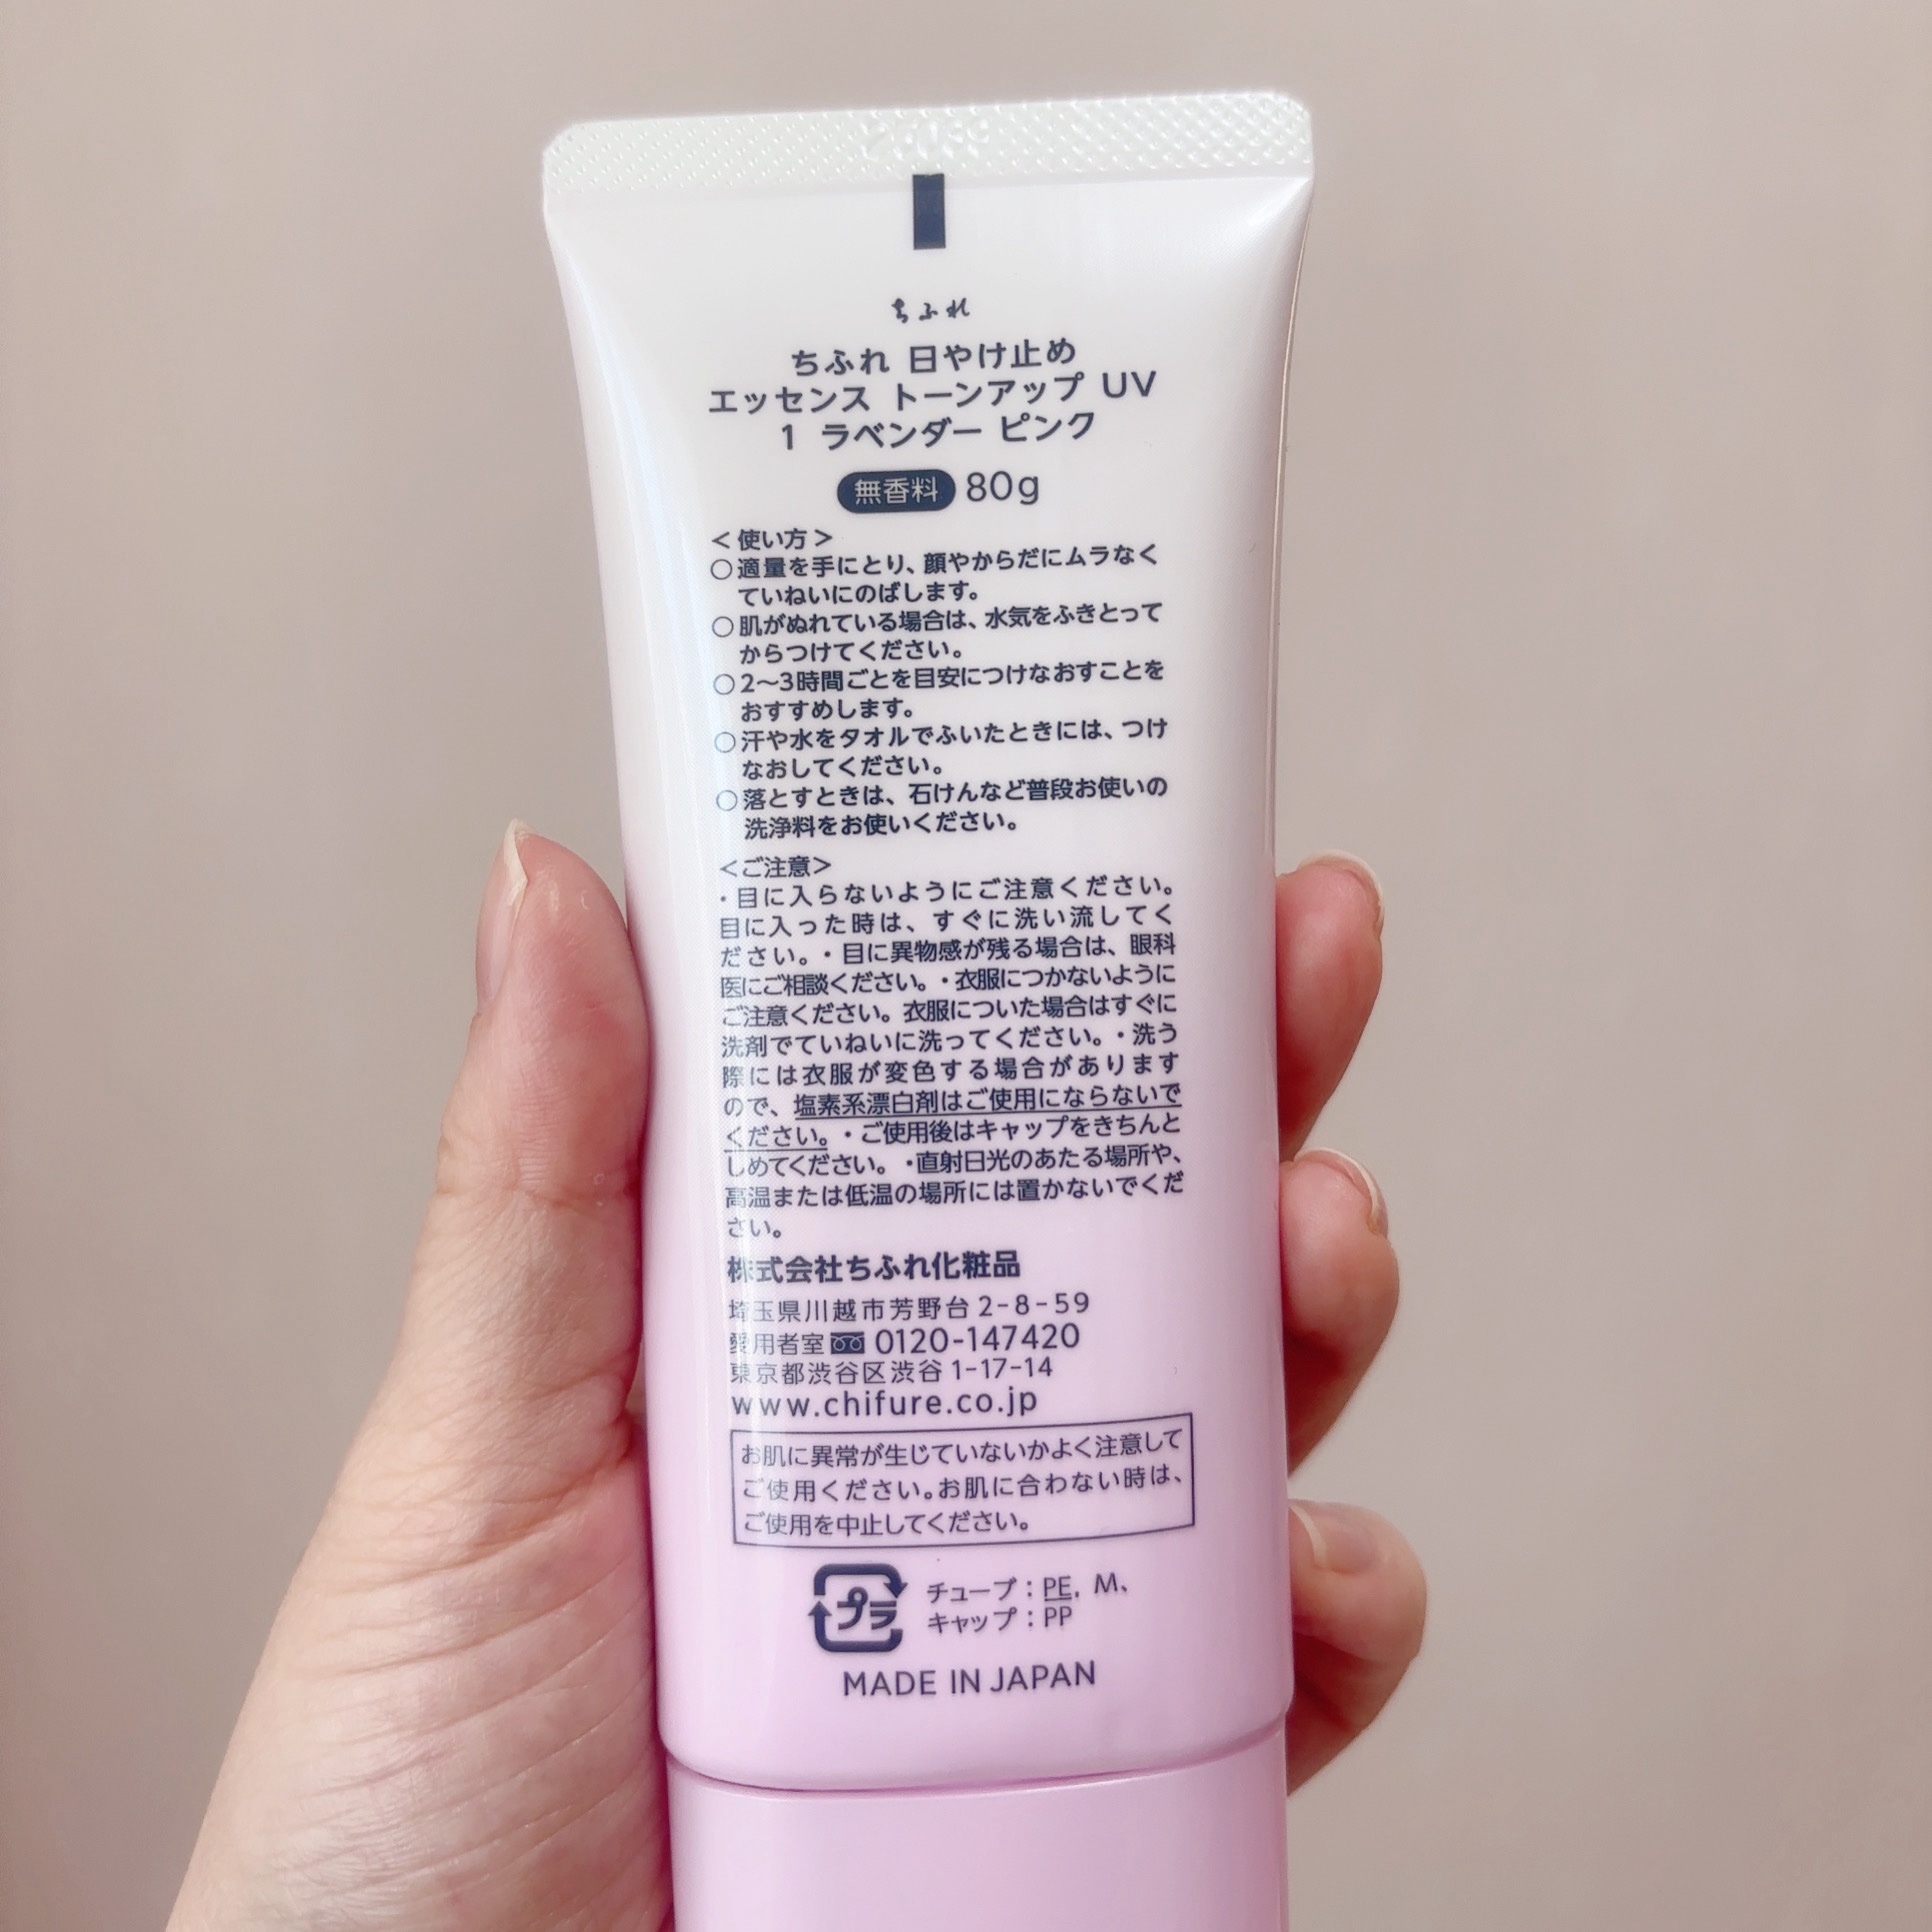 ちふれ
ちふれ 日やけ止め
エッセンス トーンアップ UV
1 ラベンダー ピンク
無香料 80g
＜使い方＞
○適量を手にとり、顔やからだにムラなく
ていねいにのばします。
○肌がぬれている場合は、水気をふきとって
からつけてください。
○2〜3時間ごとを目安につけなおすことを
おすすめします。
○汗や水をタオルでふいたときには、つけ
なおしてください。
○落とすときは、石けんなど普段お使いの
洗浄料をお使いください。
＜ご注意＞
・目に入らないようにご注意ください。
目に入った時は、すぐに洗い流してく
ださい。・目に異物感が残る場合は、眼科
医にご相談ください。・衣服につかないように
ご注意ください。衣服についた場合はすぐに
洗剤でていねいに洗ってください。・洗う
際には衣服が変色する場合があります
ので、塩素系漂白剤はご使用にならないで
ください。・ご使用後はキャップをきちんと
しめてください。・直射日光のあたる場所や、
高温または低温の場所には置かないでくだ
さい。
株式会社ちふれ化粧品
埼玉県川越市芳野台2-8-59
愛用者室 0120-147420
東京都渋谷区渋谷1-17-14
www.chifure.co.jp
お肌に異常が生じていないかよく注意して
ご使用ください。お肌に合わない時は、
ご使用を中止してください。
プラ
チューブ：PE, M、
キャップ：PP
MADE IN JAPAN